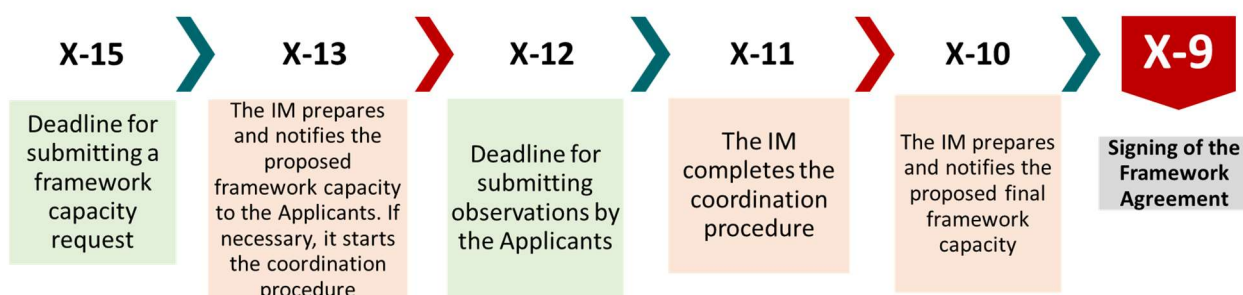 X-15
X-13
X-12
X-11
X-10
X-9
Deadline for
submitting a
framework
capacity
request
The IM prepares
and notifies the
proposed
framework capacity
to the Applicants. If
necessary, it starts
the coordination
procedure
Deadline for
submitting
observations by
the Applicants
The IM
completes the
coordination
procedure
The IM prepares
and notifies the
proposed final
framework
capacity
Signing of the
Framework
Agreement